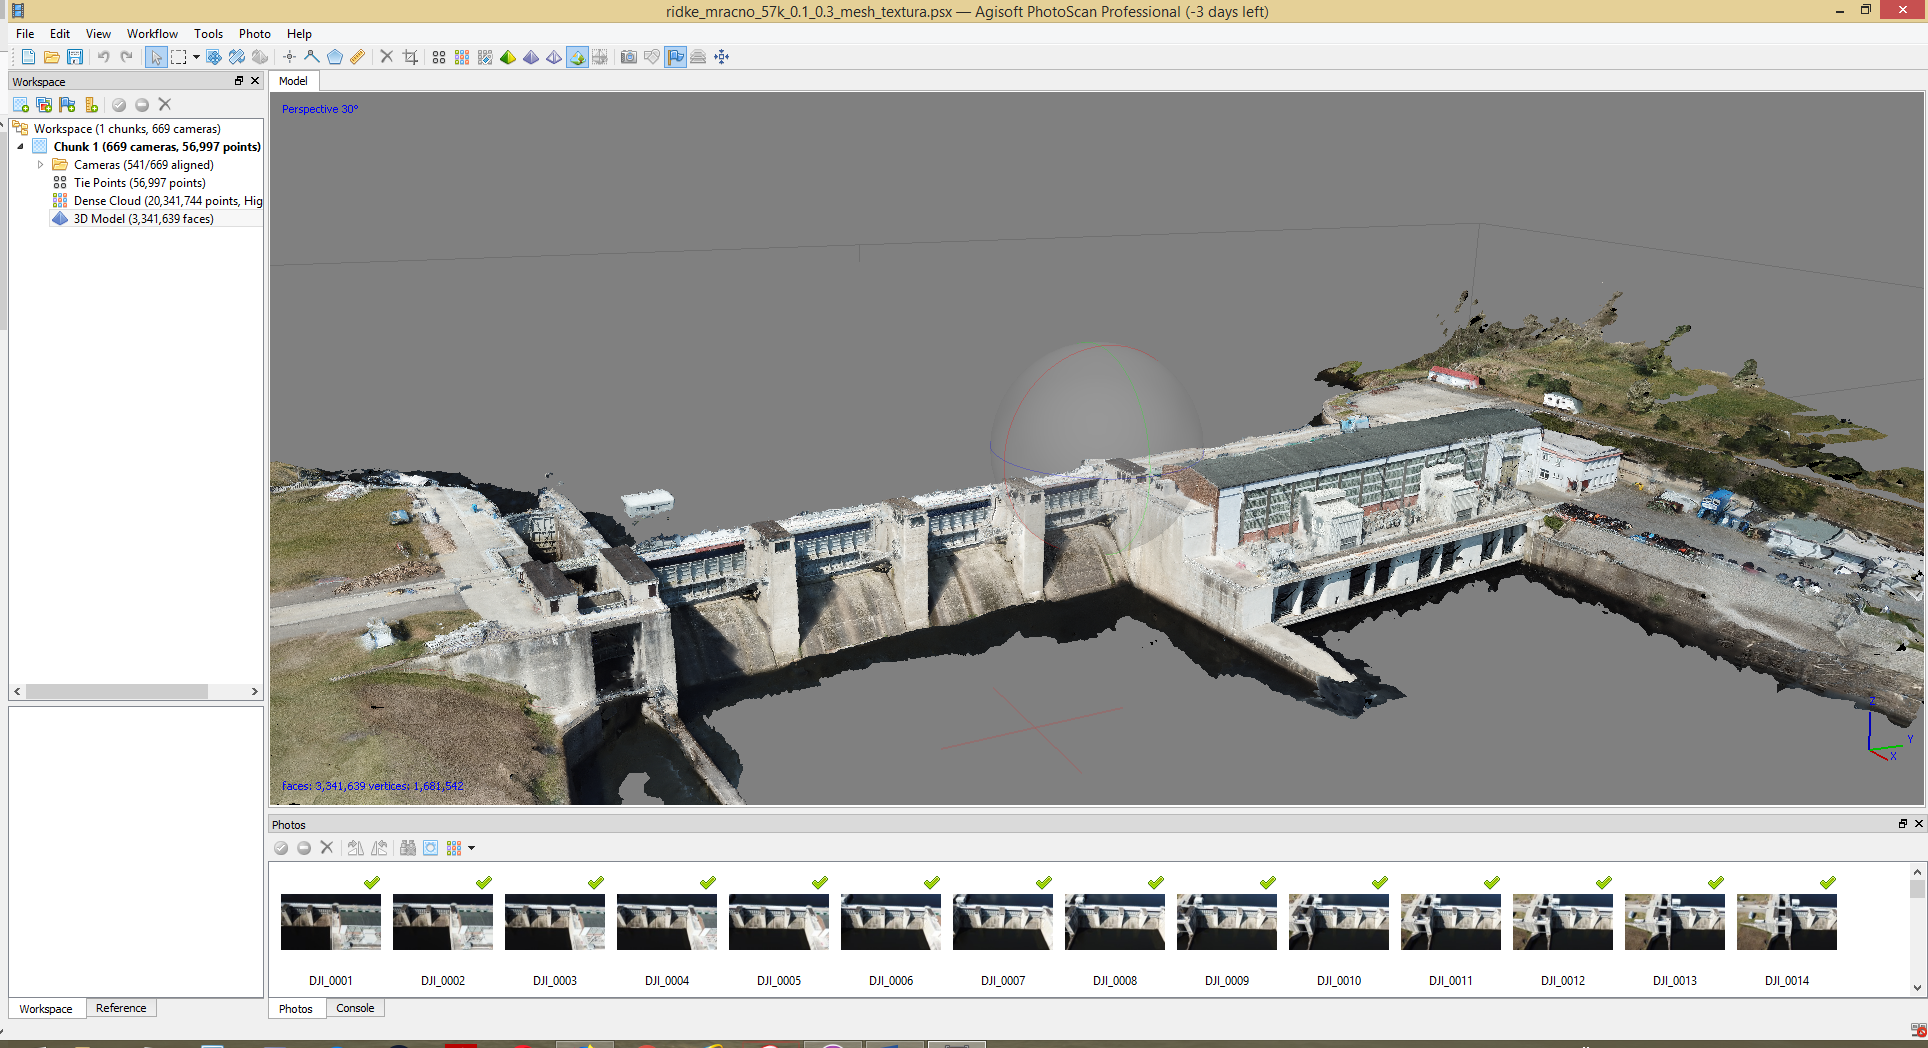 ridke_mracno_57k_0.1_0.3_mesh_textura.psx — Agisoft PhotoScan Professional (-3 days left)
File Edit View Workflow Tools Photo Help
Workspace
Model
Perspective 30°
Workspace (1 chunks, 669 cameras)
Chunk 1 (669 cameras, 56,997 points)
Cameras (541/669 aligned)
Tie Points (56,997 points)
Dense Cloud (20,341,744 points, Hig
3D Model (3,341,639 faces)
Z
Y
X
faces: 3,341,639 vertices: 1,681,542
Photos
DJI_0001 DJI_0002 DJI_0003 DJI_0004 DJI_0005 DJI_0006 DJI_0007 DJI_0008 DJI_0009 DJI_0010 DJI_0011 DJI_0012 DJI_0013 DJI_0014
Workspace Reference
Photos Console